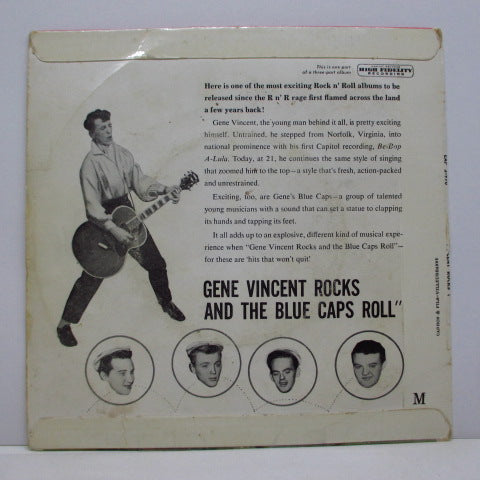 This is one part
of a three part album
HIGH FIDELITY
RECORDING
Here is one of the most exciting Rock n' Roll albums to be
released since the R n' R rage first flamed across the land
a few years back!
Gene Vincent, the young man behind it all, is pretty exciting
himself. Untrained, he stepped from Norfolk, Virginia, into
national prominence with his first Capitol recording, Be-Bop
A-Lula. Today, at 21, he continues the same style of singing
that zoomed him to the top—a style that's fresh, action-packed
and unrestrained.
Exciting, too, are Gene's Blue Caps—a group of talented
young musicians with a sound that can set a statue to clapping
its hands and tapping its feet.
It all adds up to an explosive, different kind of musical expe-
rience when "Gene Vincent Rocks and the Blue Caps Roll"—
for these are 'hits that won't quit'
GENE VINCENT ROCKS
AND THE BLUE CAPS ROLL"
M